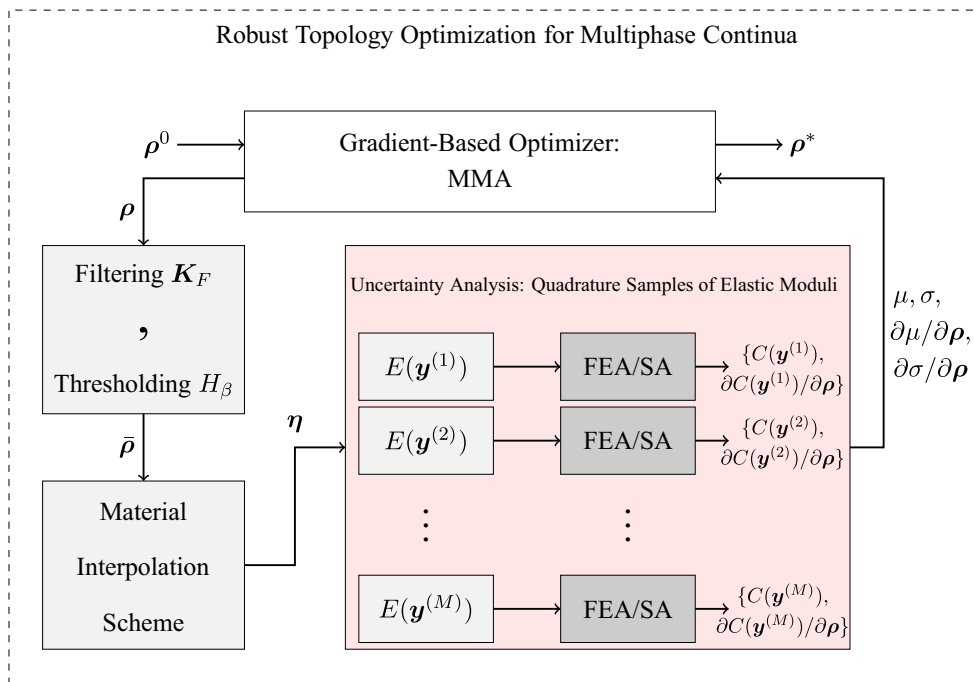 Robust Topology Optimization for Multiphase Continua
ρ⁰
Gradient-Based Optimizer:
MMA
ρ*
ρ
Filtering K_F
,
Thresholding H_β
ρ̄
Material
Interpolation
Scheme
η
Uncertainty Analysis: Quadrature Samples of Elastic Moduli
E(y⁽¹⁾)
FEA/SA
{C(y⁽¹⁾),
∂C(y⁽¹⁾)/∂ρ}
E(y⁽²⁾)
FEA/SA
{C(y⁽²⁾),
∂C(y⁽²⁾)/∂ρ}
⋮
⋮
E(y⁽ᴹ⁾)
FEA/SA
{C(y⁽ᴹ⁾),
∂C(y⁽ᴹ⁾)/∂ρ}
μ, σ,
∂μ/∂ρ,
∂σ/∂ρ